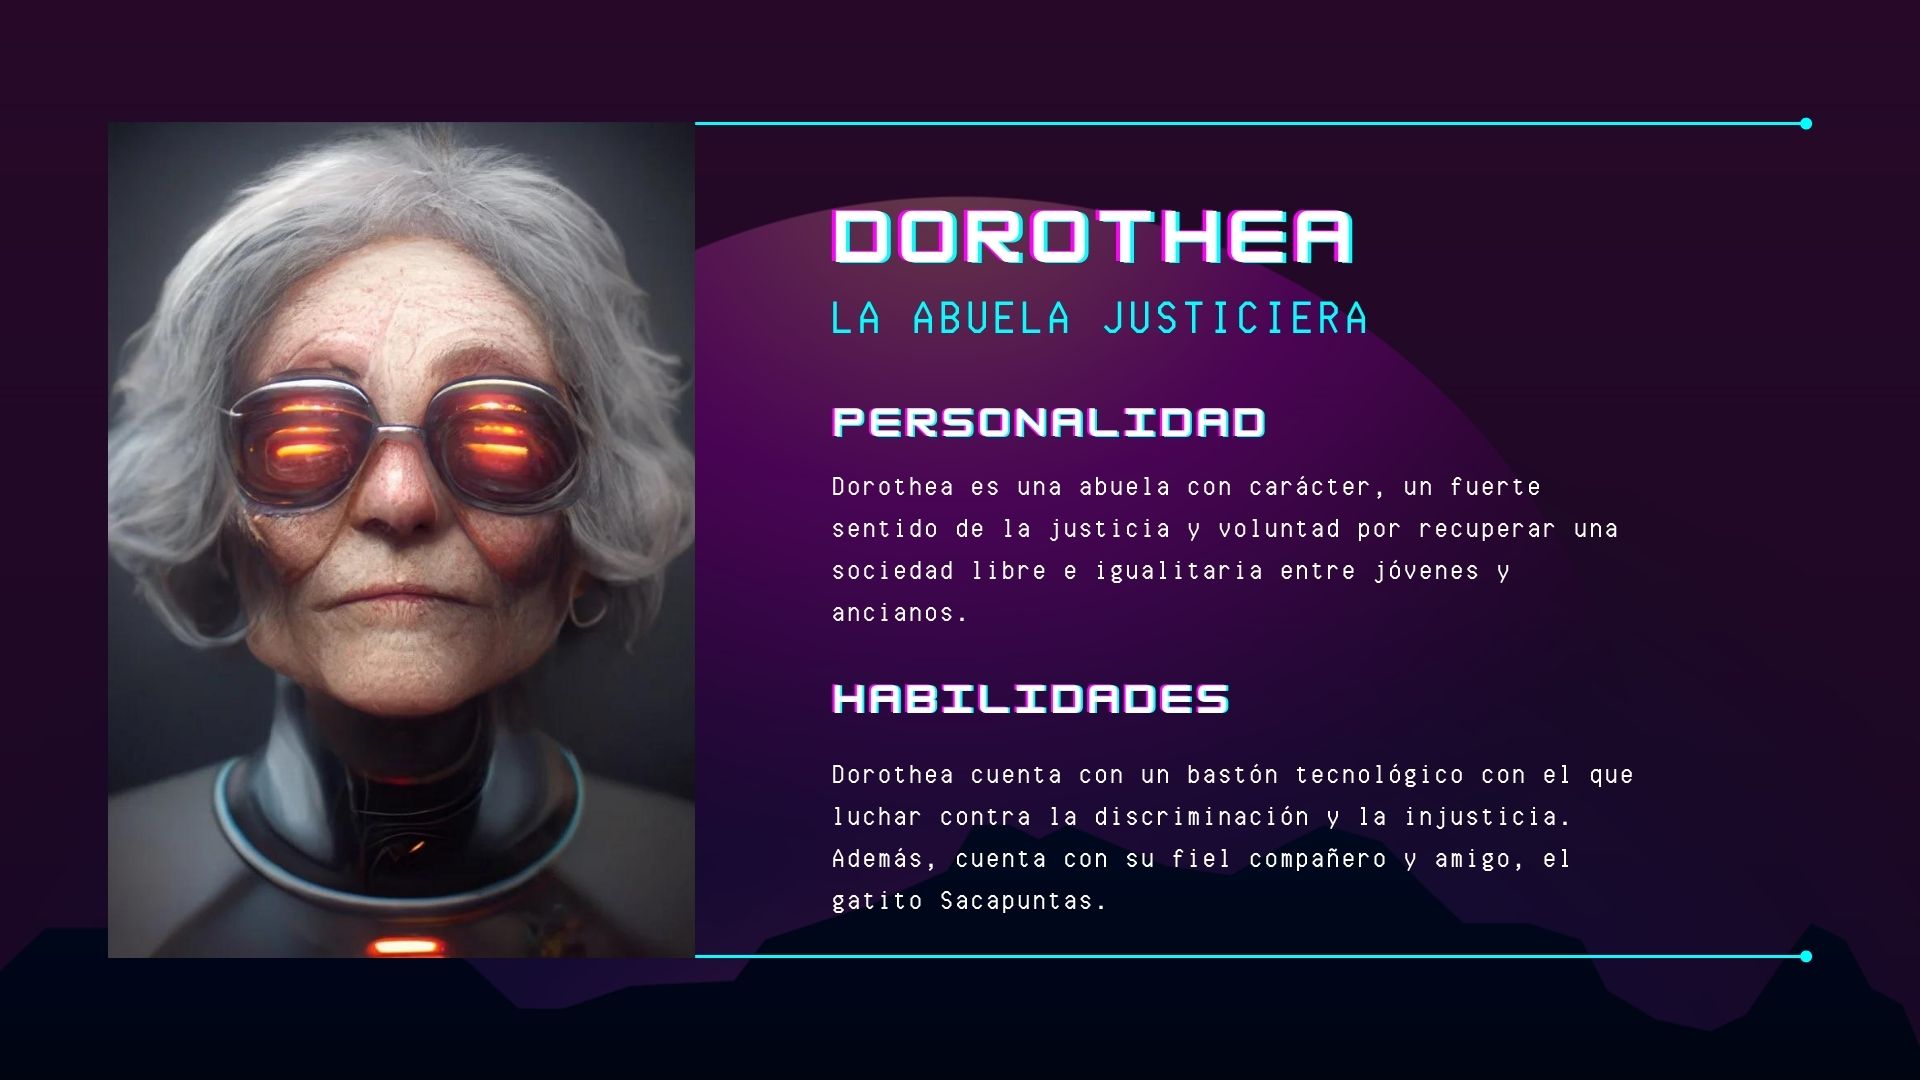 DOROTHEA
LA ABUELA JUSTICIERA
PERSONALIDAD
Dorothea es una abuela con carácter, un fuerte
sentido de la justicia y voluntad por recuperar una
sociedad libre e igualitaria entre jóvenes y
ancianos.
HABILIDADES
Dorothea cuenta con un bastón tecnológico con el que
luchar contra la discriminación y la injusticia.
Además, cuenta con su fiel compañero y amigo, el
gatito Sacapuntas.